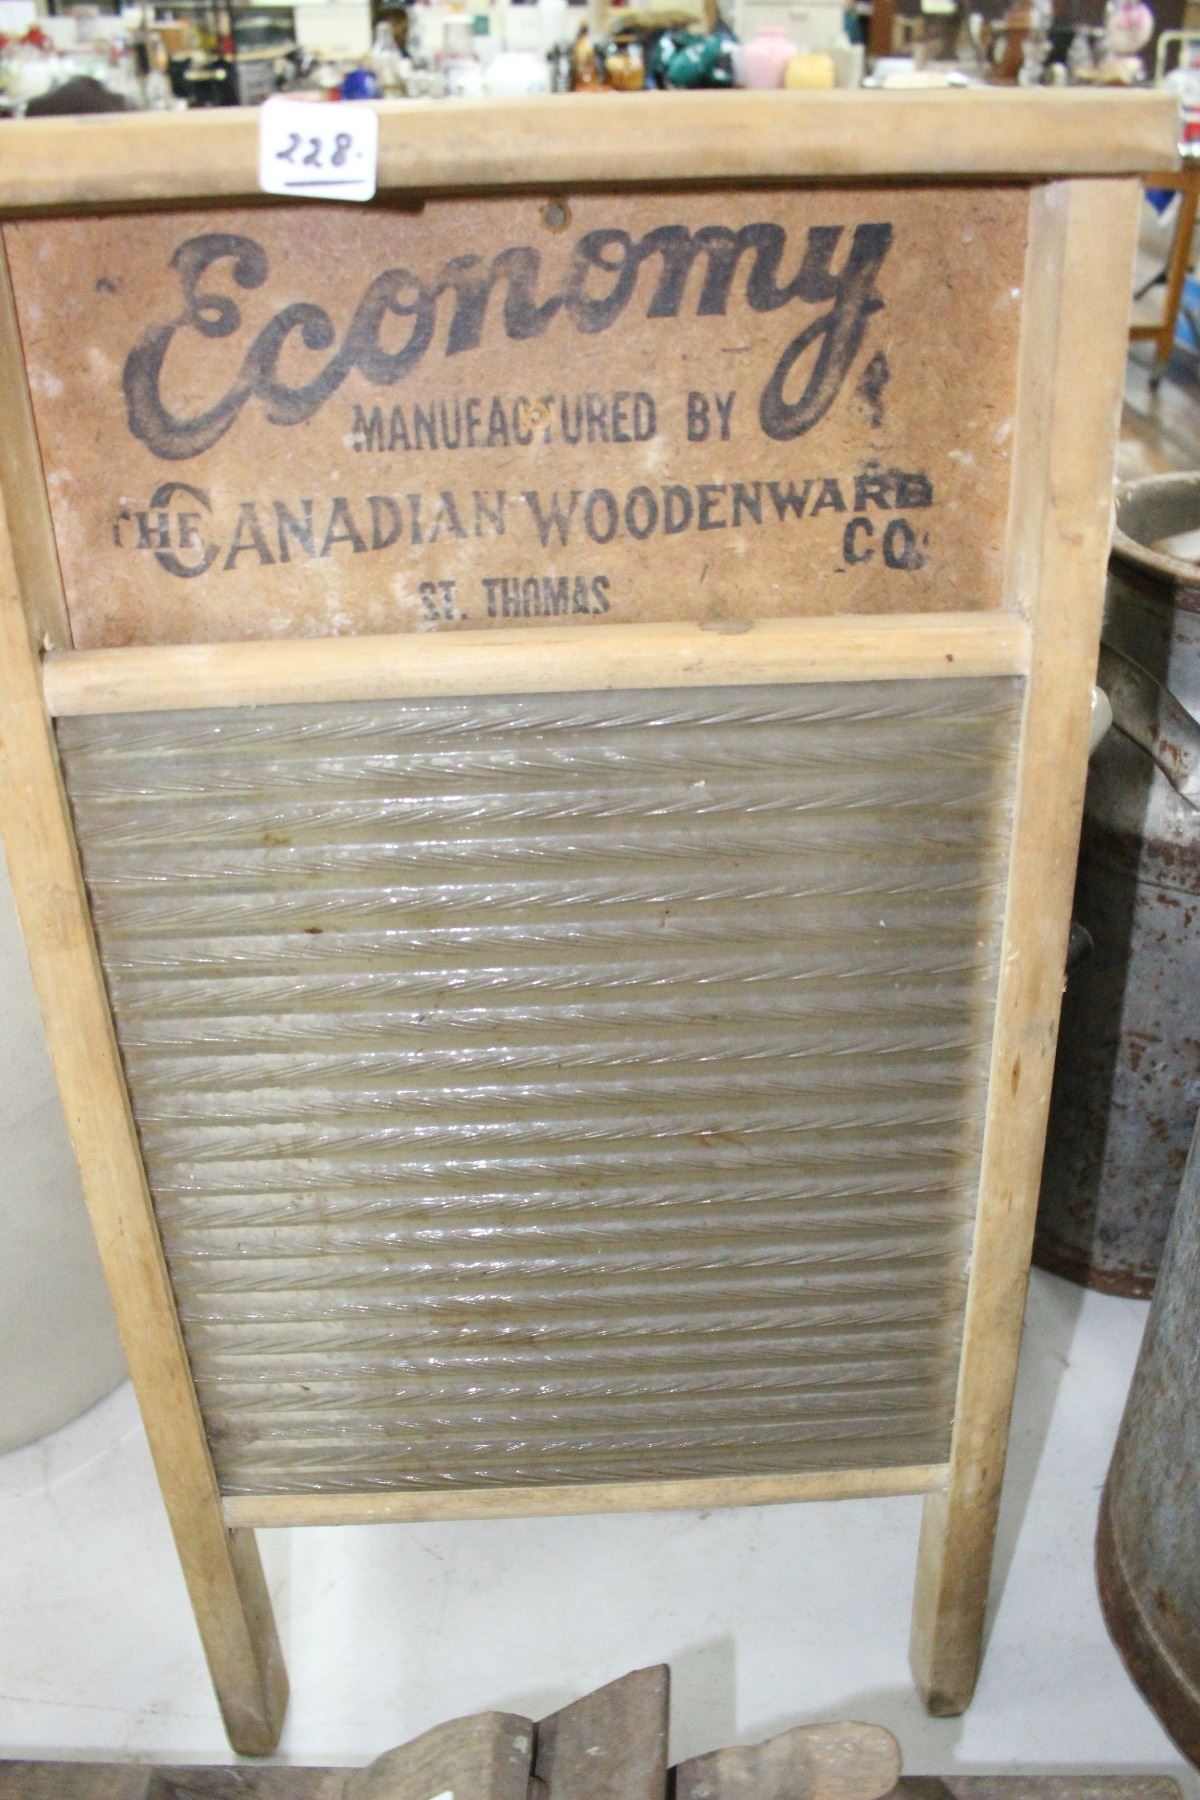 228.
Economy
MANUFACTURED BY
THE CANADIAN WOODENWARE
CO.
ST. THOMAS